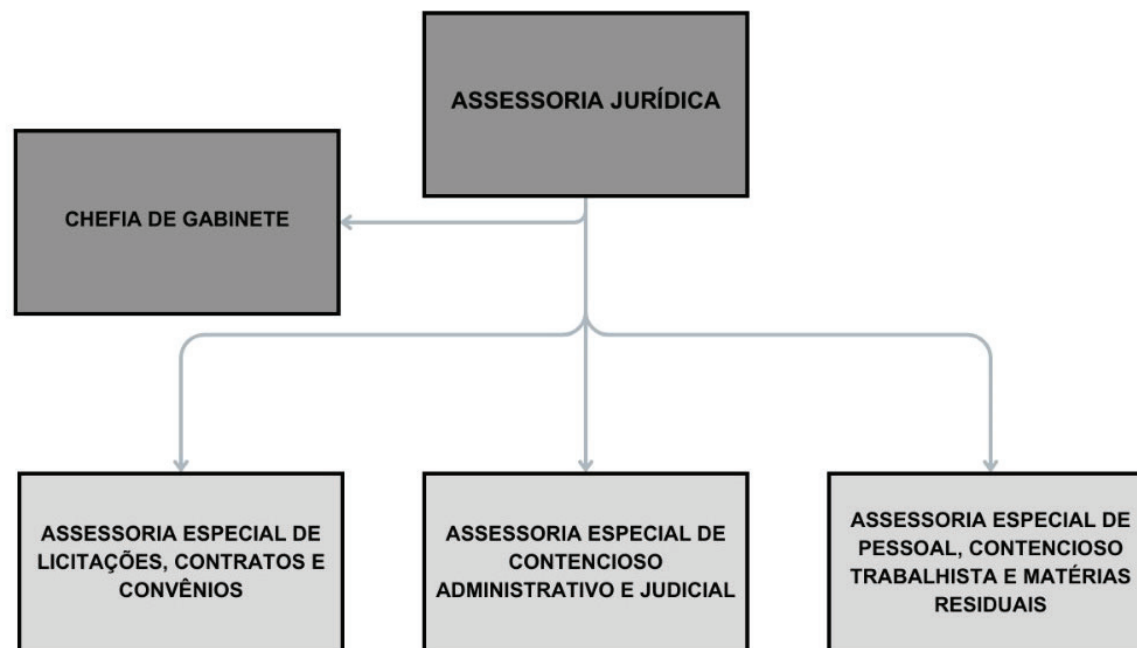 ASSESSORIA JURÍDICA
CHEFIA DE GABINETE
ASSESSORIA ESPECIAL DE
LICITAÇÕES, CONTRATOS E
CONVÊNIOS
ASSESSORIA ESPECIAL DE
CONTENCIOSO
ADMINISTRATIVO E JUDICIAL
ASSESSORIA ESPECIAL DE
PESSOAL, CONTENCIOSO
TRABALHISTA E MATÉRIAS
RESIDUAIS